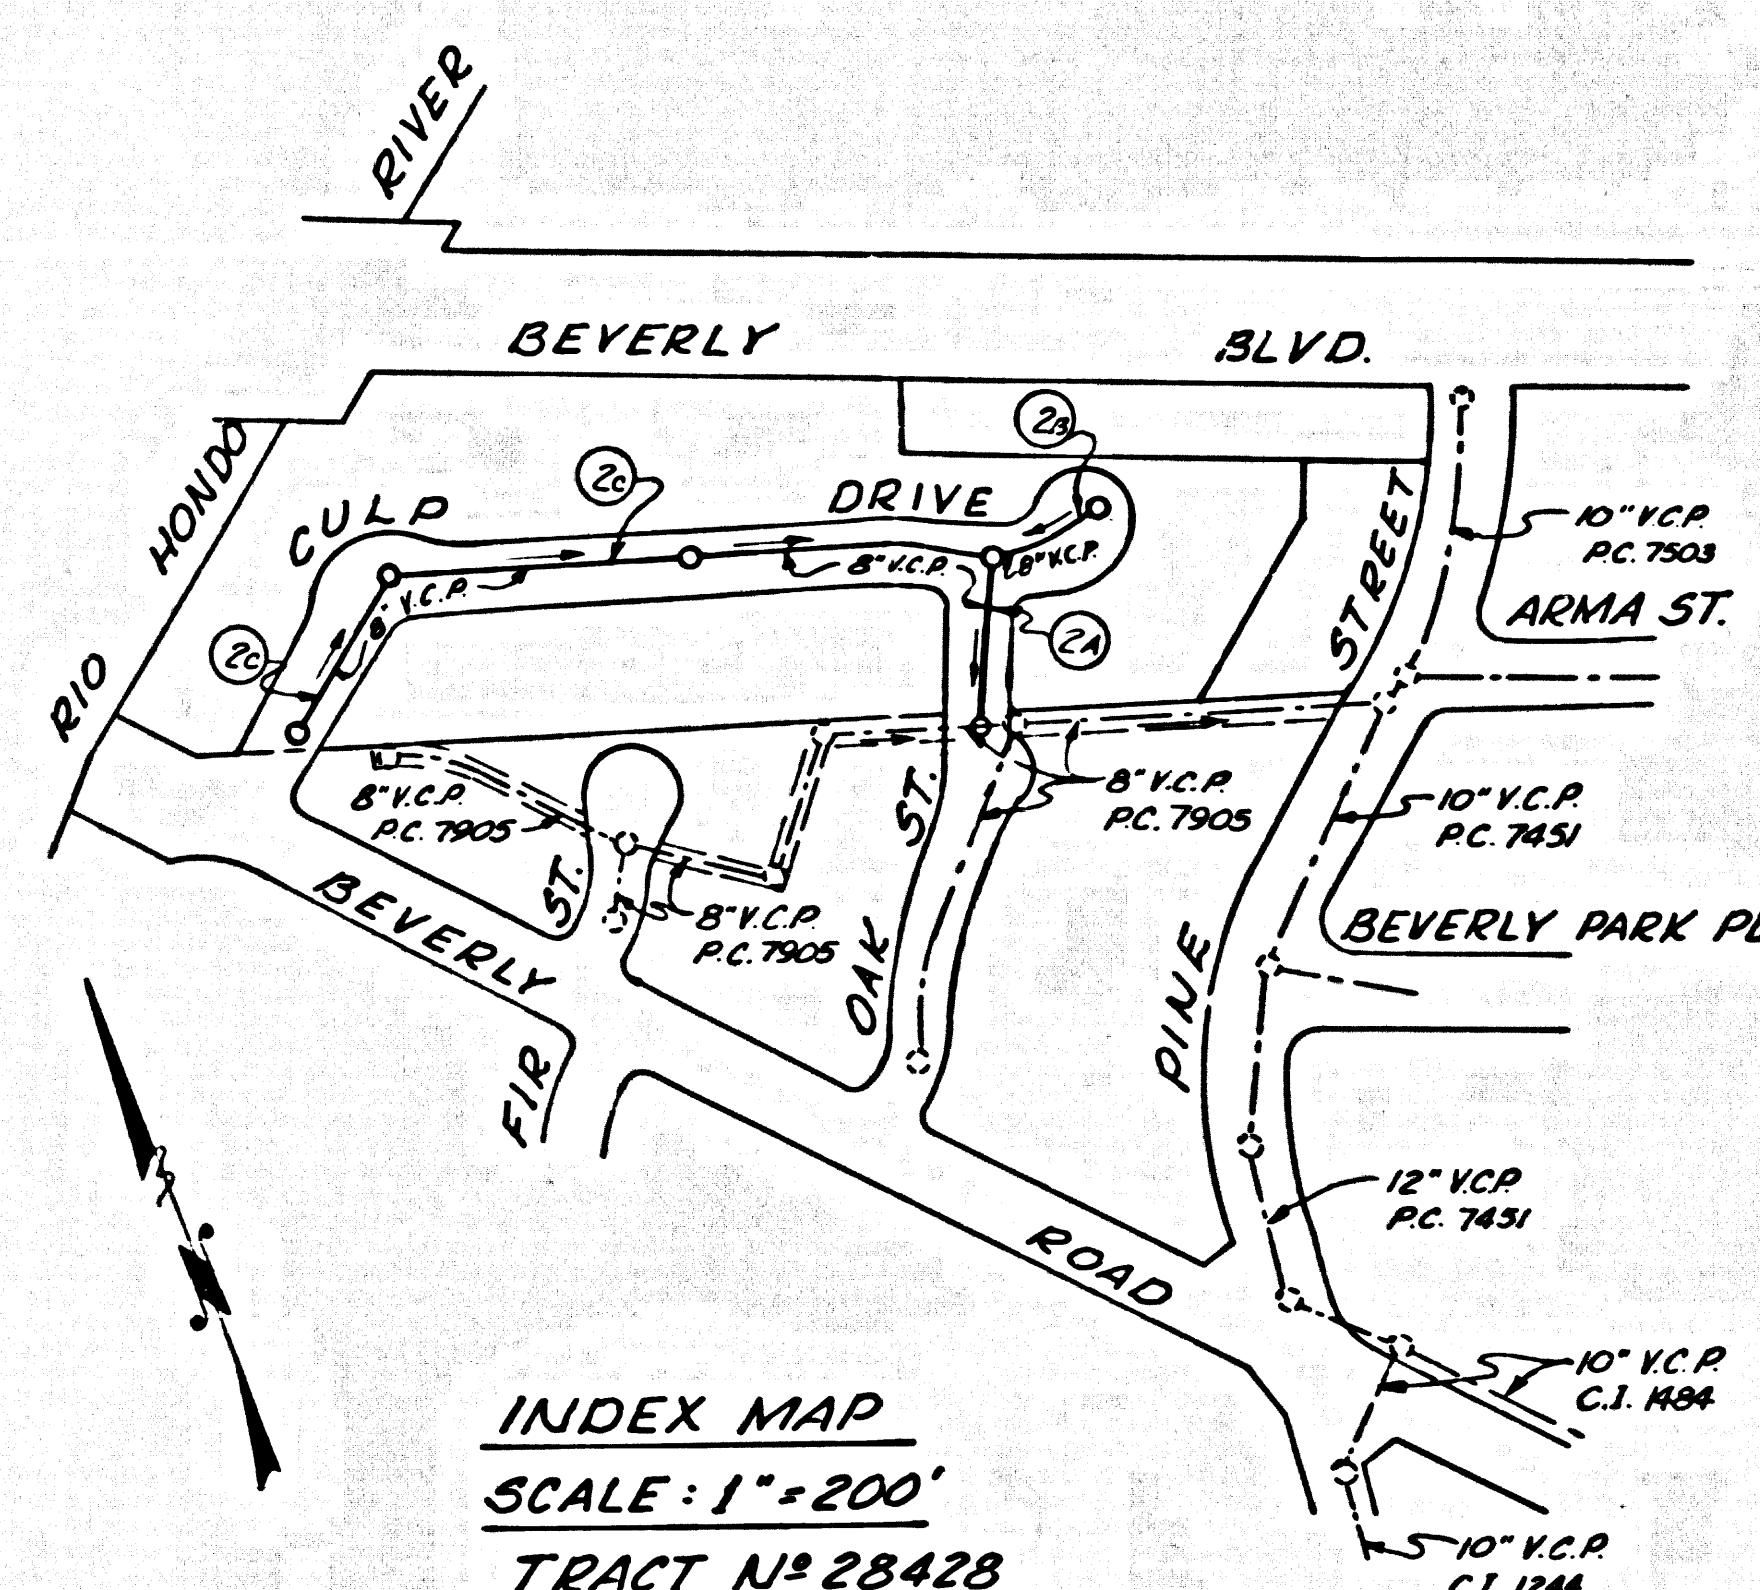 RIVER
BEVERLY BLVD.
2B
2C
DRIVE
CULP
RIO HONDO
STREET
10" V.C.P.
P.C. 7503
8" V.C.P.
8" V.C.P.
8" V.C.P.
ARMA ST.
2C
2A
8" V.C.P.
P.C. 7905
8" V.C.P.
P.C. 7905
10" V.C.P.
P.C. 7451
ST.
ST.
8" V.C.P.
P.C. 7905
BEVERLY PARK PL
BEVERLY
OAK
PINE
FIR
12" V.C.P.
P.C. 7451
ROAD
10" V.C.P.
C.I. 1484
INDEX MAP
SCALE : 1" = 200'
10" V.C.P.
C.I. 1244
TRACT Nº 28428